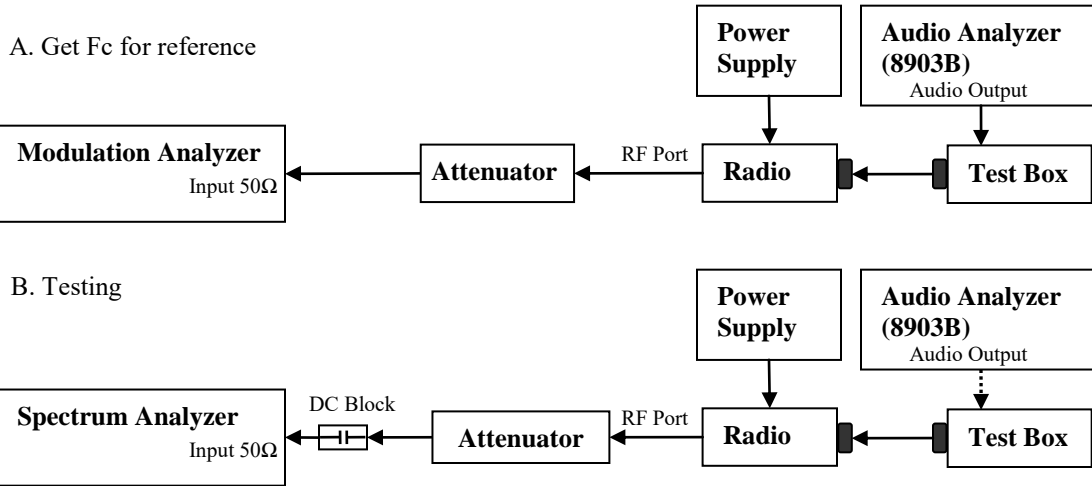 A. Get Fc for reference
Power
Supply
Audio Analyzer
(8903B)
Audio Output
Modulation Analyzer
Input 50Ω
Attenuator
RF Port
Radio
Test Box
B. Testing
Power
Supply
Audio Analyzer
(8903B)
Audio Output
Spectrum Analyzer
Input 50Ω
DC Block
Attenuator
RF Port
Radio
Test Box